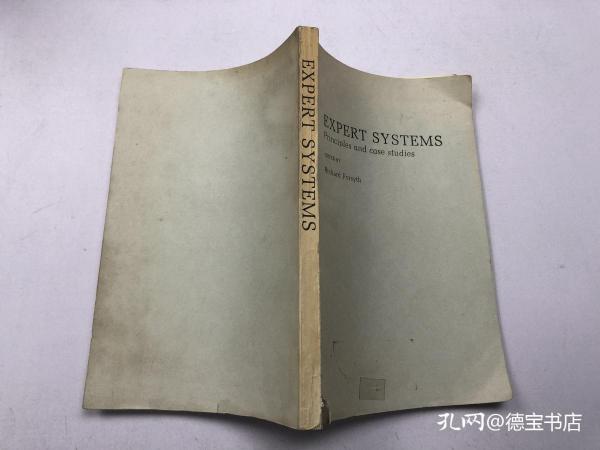 EXPERT SYSTEMS
EXPERT SYSTEMS
Principles and case studies
Richard Forsyth
孔网@德宝书店